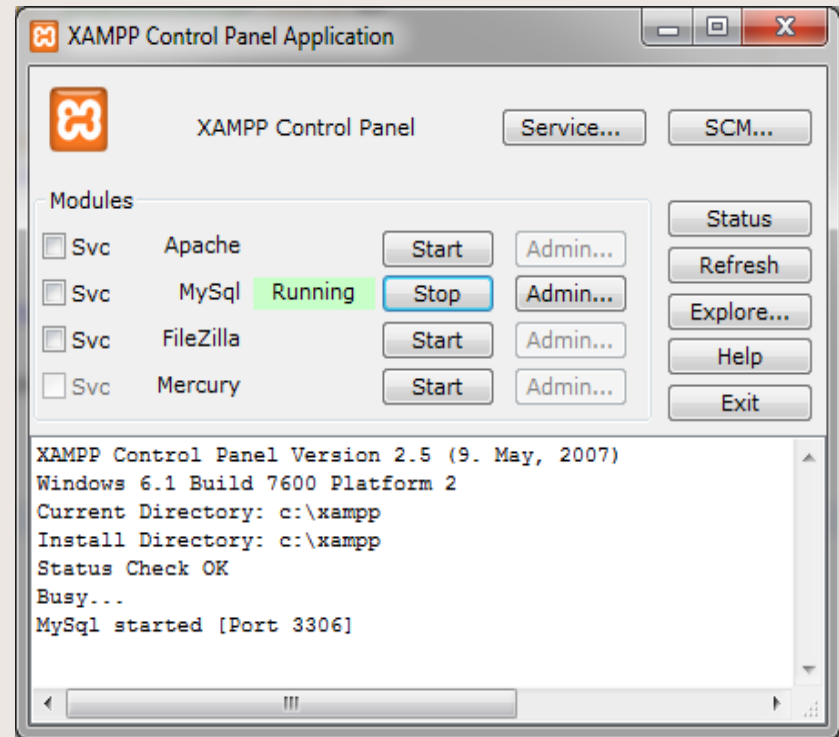 XAMPP Control Panel Application
XAMPP Control Panel Service... SCM...
Modules
Status
Svc Apache Start Admin...
Refresh
Svc MySql Running Stop Admin...
Explore...
Svc FileZilla Start Admin...
Help
Svc Mercury Start Admin...
Exit
XAMPP Control Panel Version 2.5 (9. May, 2007)
Windows 6.1 Build 7600 Platform 2
Current Directory: c:\xampp
Install Directory: c:\xampp
Status Check OK
Busy...
MySql started [Port 3306]